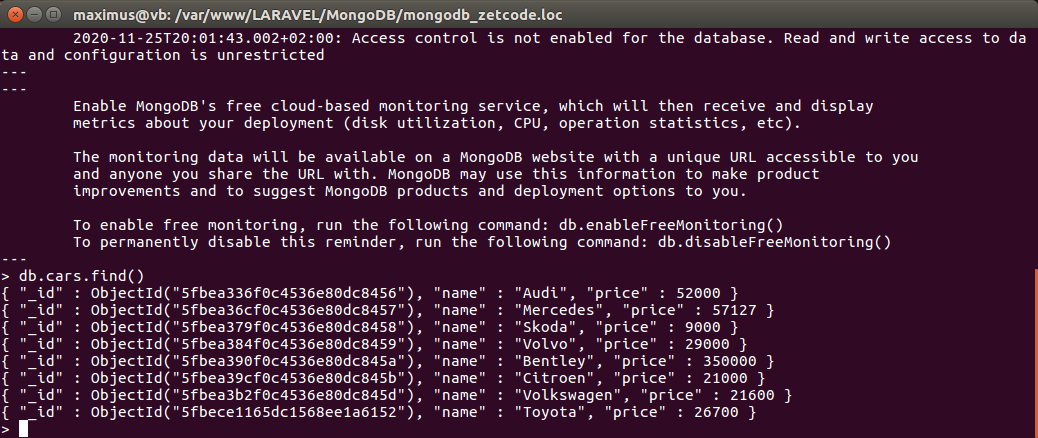 maximus@vb: /var/www/LARAVEL/MongoDB/mongodb_zetcode.loc
2020-11-25T20:01:43.002+02:00: Access control is not enabled for the database. Read and write access to da
ta and configuration is unrestricted
---
---
Enable MongoDB's free cloud-based monitoring service, which will then receive and display
metrics about your deployment (disk utilization, CPU, operation statistics, etc).
The monitoring data will be available on a MongoDB website with a unique URL accessible to you
and anyone you share the URL with. MongoDB may use this information to make product
improvements and to suggest MongoDB products and deployment options to you.
To enable free monitoring, run the following command: db.enableFreeMonitoring()
To permanently disable this reminder, run the following command: db.disableFreeMonitoring()
---
> db.cars.find()
{ "_id" : ObjectId("5fbea336f0c4536e80dc8456"), "name" : "Audi", "price" : 52000 }
{ "_id" : ObjectId("5fbea36cf0c4536e80dc8457"), "name" : "Mercedes", "price" : 57127 }
{ "_id" : ObjectId("5fbea379f0c4536e80dc8458"), "name" : "Skoda", "price" : 9000 }
{ "_id" : ObjectId("5fbea384f0c4536e80dc8459"), "name" : "Volvo", "price" : 29000 }
{ "_id" : ObjectId("5fbea390f0c4536e80dc845a"), "name" : "Bentley", "price" : 350000 }
{ "_id" : ObjectId("5fbea39cf0c4536e80dc845b"), "name" : "Citroen", "price" : 21000 }
{ "_id" : ObjectId("5fbea3b2f0c4536e80dc845d"), "name" : "Volkswagen", "price" : 21600 }
{ "_id" : ObjectId("5fbece1165dc1568ee1a6152"), "name" : "Toyota", "price" : 26700 }
>